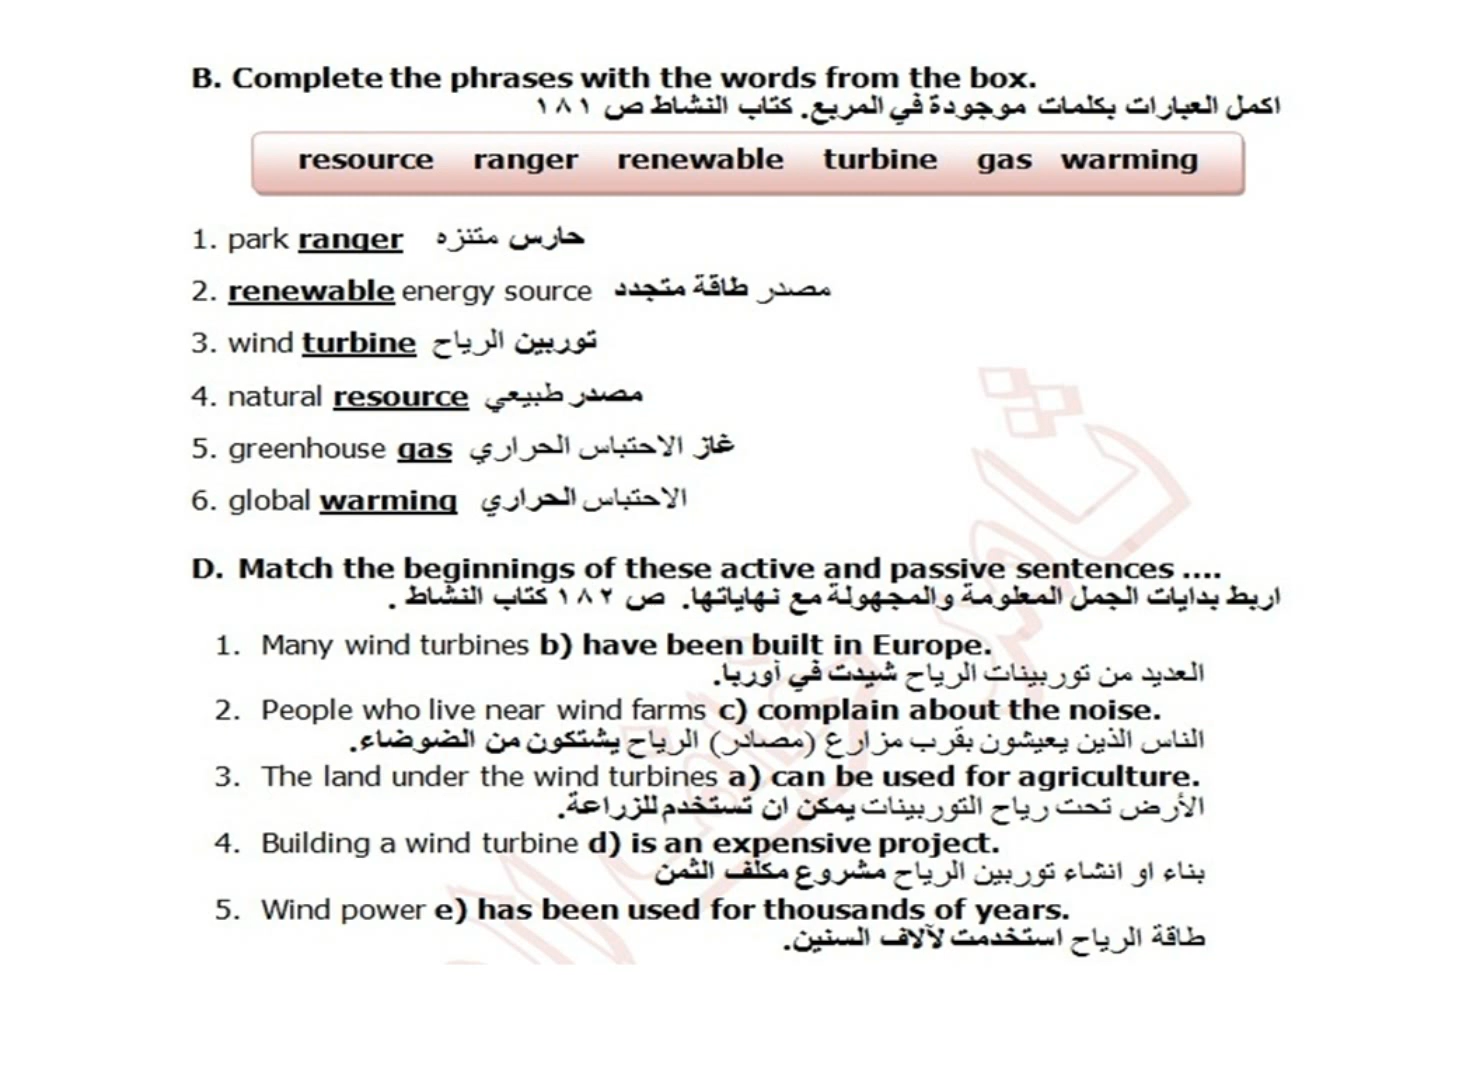 B. Complete the phrases with the words from the box.
اكمل العبارات بكلمات موجودة في المربع. كتاب النشاط ص ١٨١
resource ranger renewable turbine gas warming
1. park ranger حارس متنزه
2. renewable energy source مصدر طاقة متجدد
3. wind turbine توربين الرياح
4. natural resource مصدر طبيعي
5. greenhouse gas غاز الاحتباس الحراري
6. global warming الاحتباس الحراري
D. Match the beginnings of these active and passive sentences ....
اربط بدايات الجمل المعلومة والمجهولة مع نهاياتها. ص ١٨٢ كتاب النشاط .
1. Many wind turbines b) have been built in Europe.
العديد من توربينات الرياح شيدت في أوربا.
2. People who live near wind farms c) complain about the noise.
الناس الذين يعيشون بقرب مزارع (مصادر) الرياح يشتكون من الضوضاء.
3. The land under the wind turbines a) can be used for agriculture.
الأرض تحت رياح التوربينات يمكن ان تستخدم للزراعة.
4. Building a wind turbine d) is an expensive project.
بناء او انشاء توربين الرياح مشروع مكلف الثمن
5. Wind power e) has been used for thousands of years.
طاقة الرياح استخدمت لآلاف السنين.